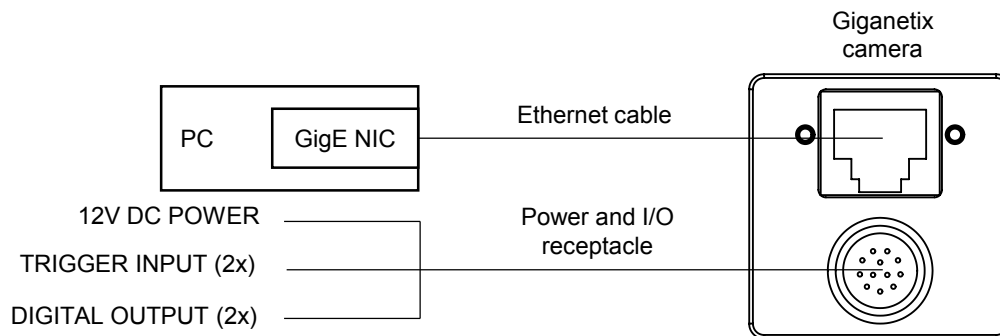 Giganetix
camera
Ethernet cable
PC
GigE NIC
12V DC POWER
Power and I/O
receptacle
TRIGGER INPUT (2x)
DIGITAL OUTPUT (2x)